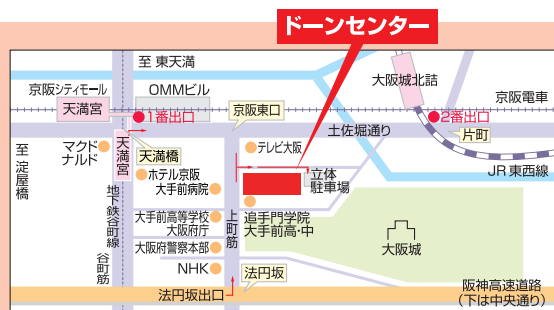 ドーンセンター
至 東天満
京阪シティモール
OMMビル
大阪城北詰
天満宮
京阪東口
京阪電車
1番出口
2番出口
土佐堀通り
片町
マクド
ナルド
天満宮
天満橋
テレビ大阪
至 淀屋橋
JR東西線
ホテル京阪
大手前病院
立体
駐車場
地下鉄谷町線
大手前高等学校
大阪府庁
上町筋
追手門学院
大手前高・中
大阪城
大阪府警察本部
谷町筋
NHK
法円坂
法円坂出口
阪神高速道路
(下は中央通り)